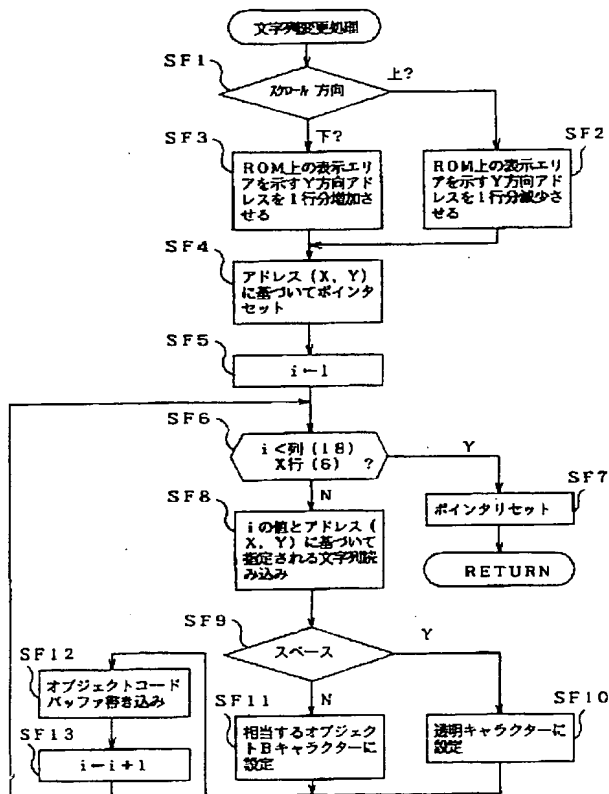 文字列変更処理
SF1
スクロール 方向
上?
下?
SF3
ROM上の表示エリ
アを示すY方向アド
レスを1行分増加さ
せる
SF2
ROM上の表示エリ
アを示すY方向アド
レスを1行分減少さ
せる
SF4
アドレス(X, Y)
に基づいてポインタ
セット
SF5
i←1
SF6
i<列(18)
X行(6) ?
Y
N
SF7
ポインタリセット
RETURN
SF8
iの値とアドレス(
X, Y)に基づいて
指定される文字列読
み込み
SF9
スペース
Y
N
SF10
透明キャラクターに
設定
SF11
相当するオブジェク
トBキャラクターに
設定
SF12
オブジェクトコード
バッファ書き込み
SF13
i←i+1